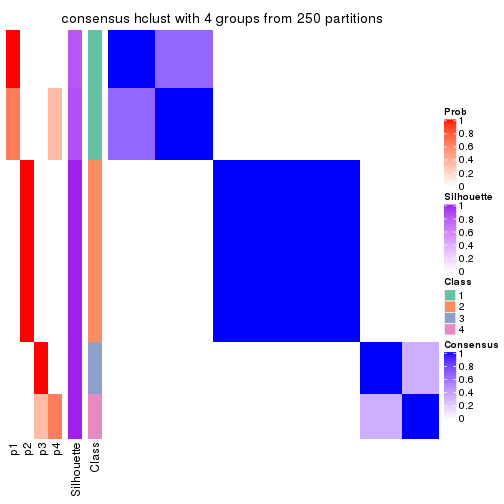 consensus hclust with 4 groups from 250 partitions
Prob
1
0.8
0.6
0.4
0.2
0
Silhouette
1
0.8
0.6
0.4
0.2
0
Class
1
2
3
4
Consensus
1
0.8
0.6
0.4
0.2
0
p1
p2
p3
p4
Silhouette
Class